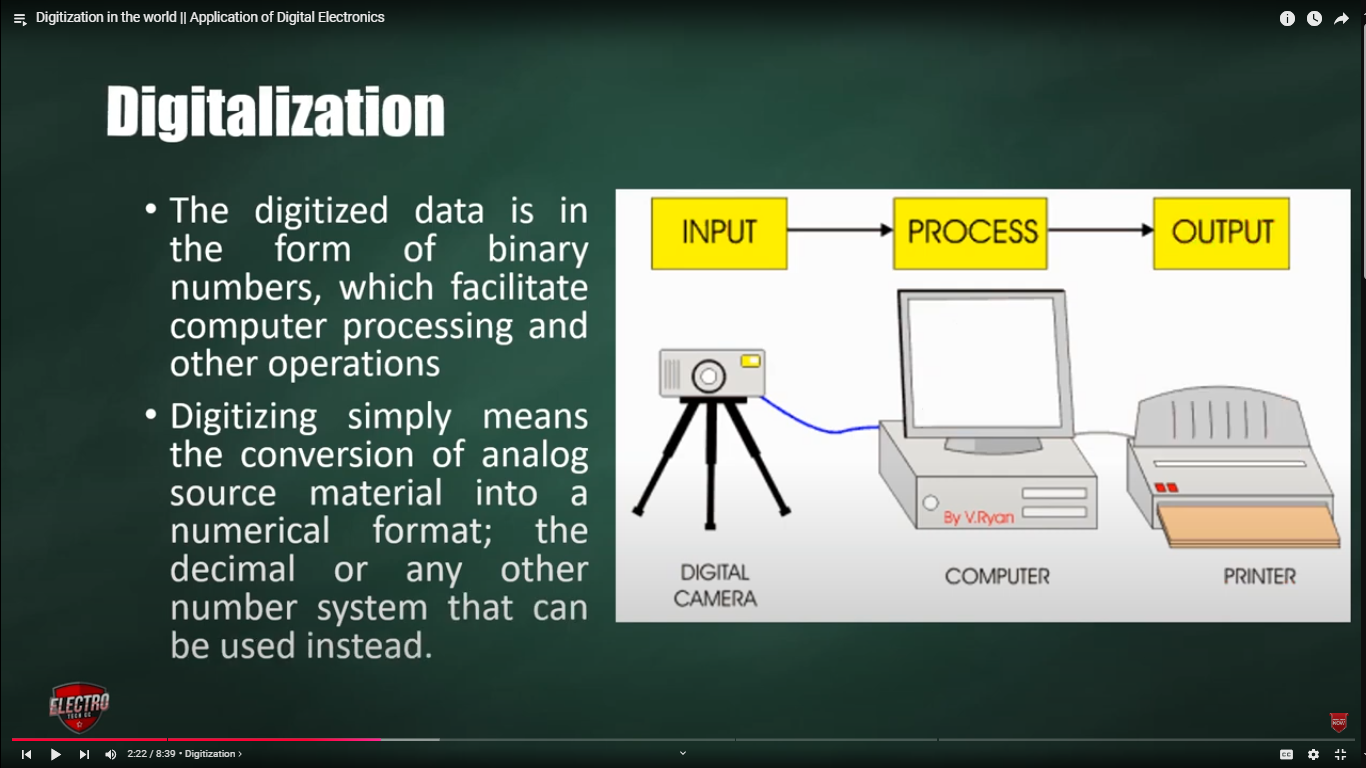 Digitization in the world || Application of Digital Electronics
Digitalization
• The digitized data is in
the form of binary
numbers, which facilitate
computer processing and
other operations
• Digitizing simply means
the conversion of analog
source material into a
numerical format; the
decimal or any other
number system that can
be used instead.
INPUT
PROCESS
OUTPUT
By V.Ryan
DIGITAL
CAMERA
COMPUTER
PRINTER
ELECTRO
2:22 / 8:39 • Digitization ›
CC